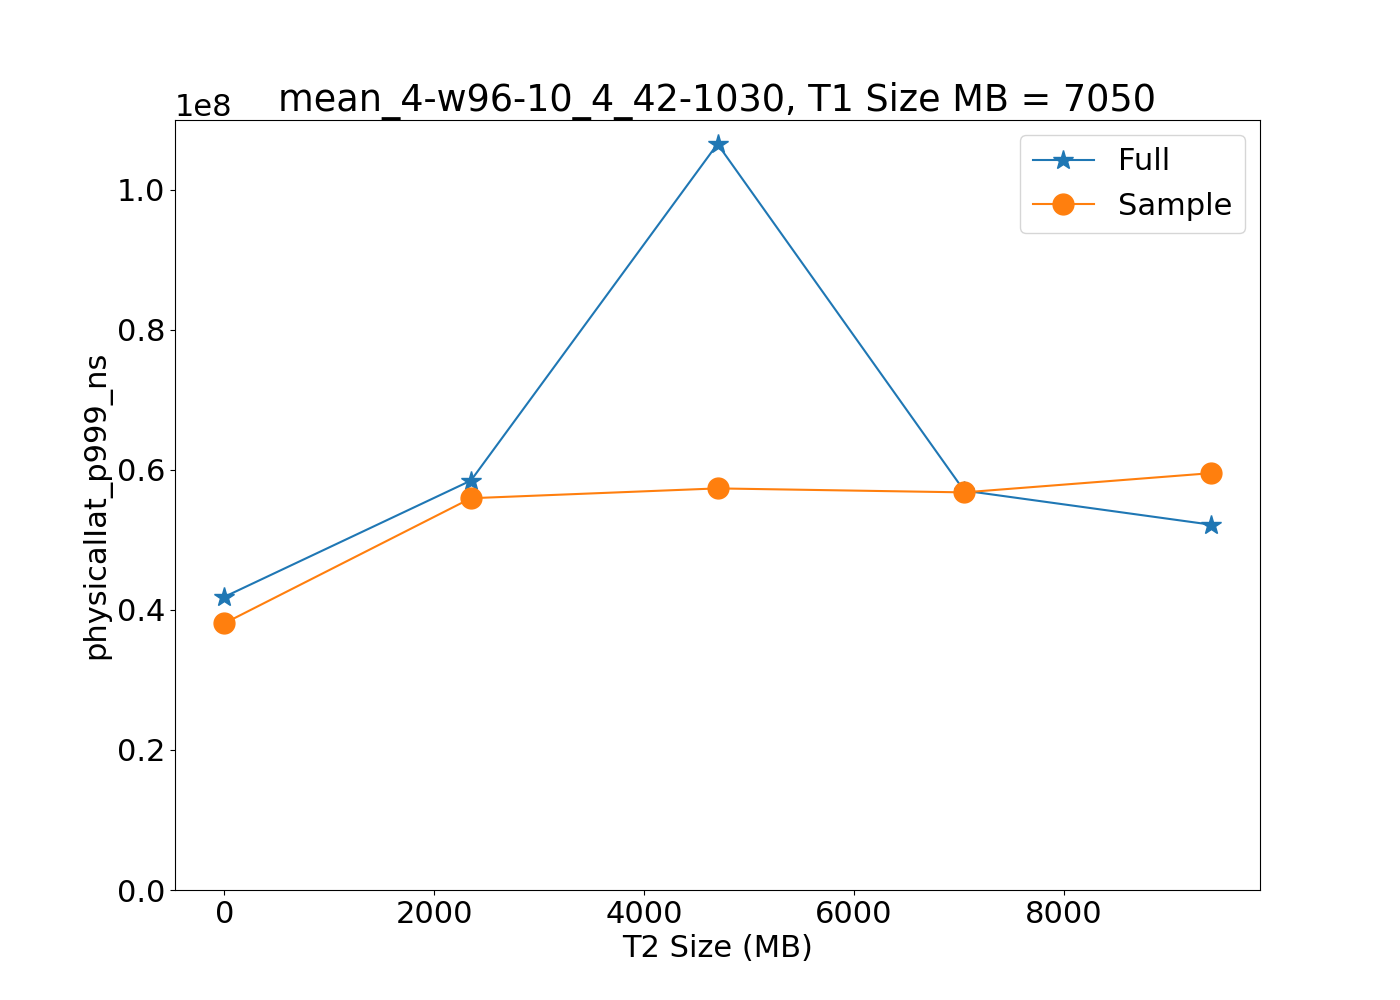 mean_4-w96-10_4_42-1030, T1 Size MB = 7050
1e8
Full
Sample
1.0
0.8
0.6
0.4
0.2
0.0
physicallat_p999_ns
0 2000 4000 6000 8000
T2 Size (MB)